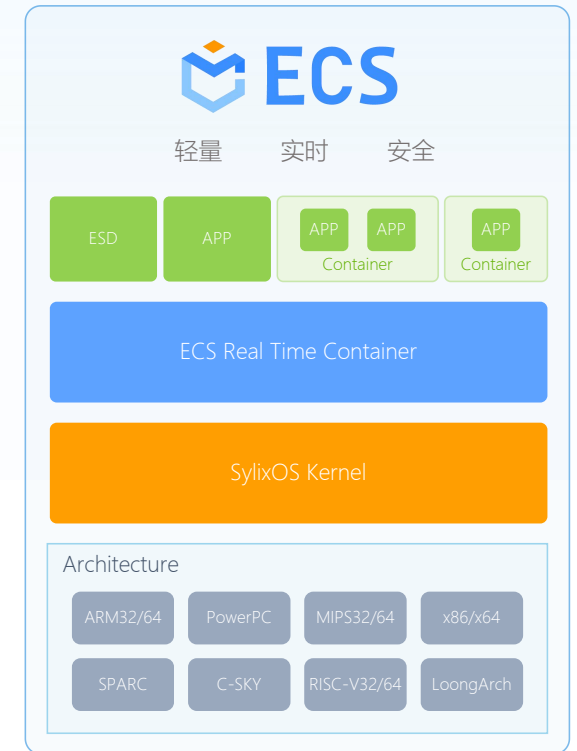 ECS
轻量 实时 安全
ESD
APP
APP APP
Container
APP
Container
ECS Real Time Container
SylixOS Kernel
Architecture
ARM32/64 PowerPC MIPS32/64 x86/x64
SPARC C-SKY RISC-V32/64 LoongArch